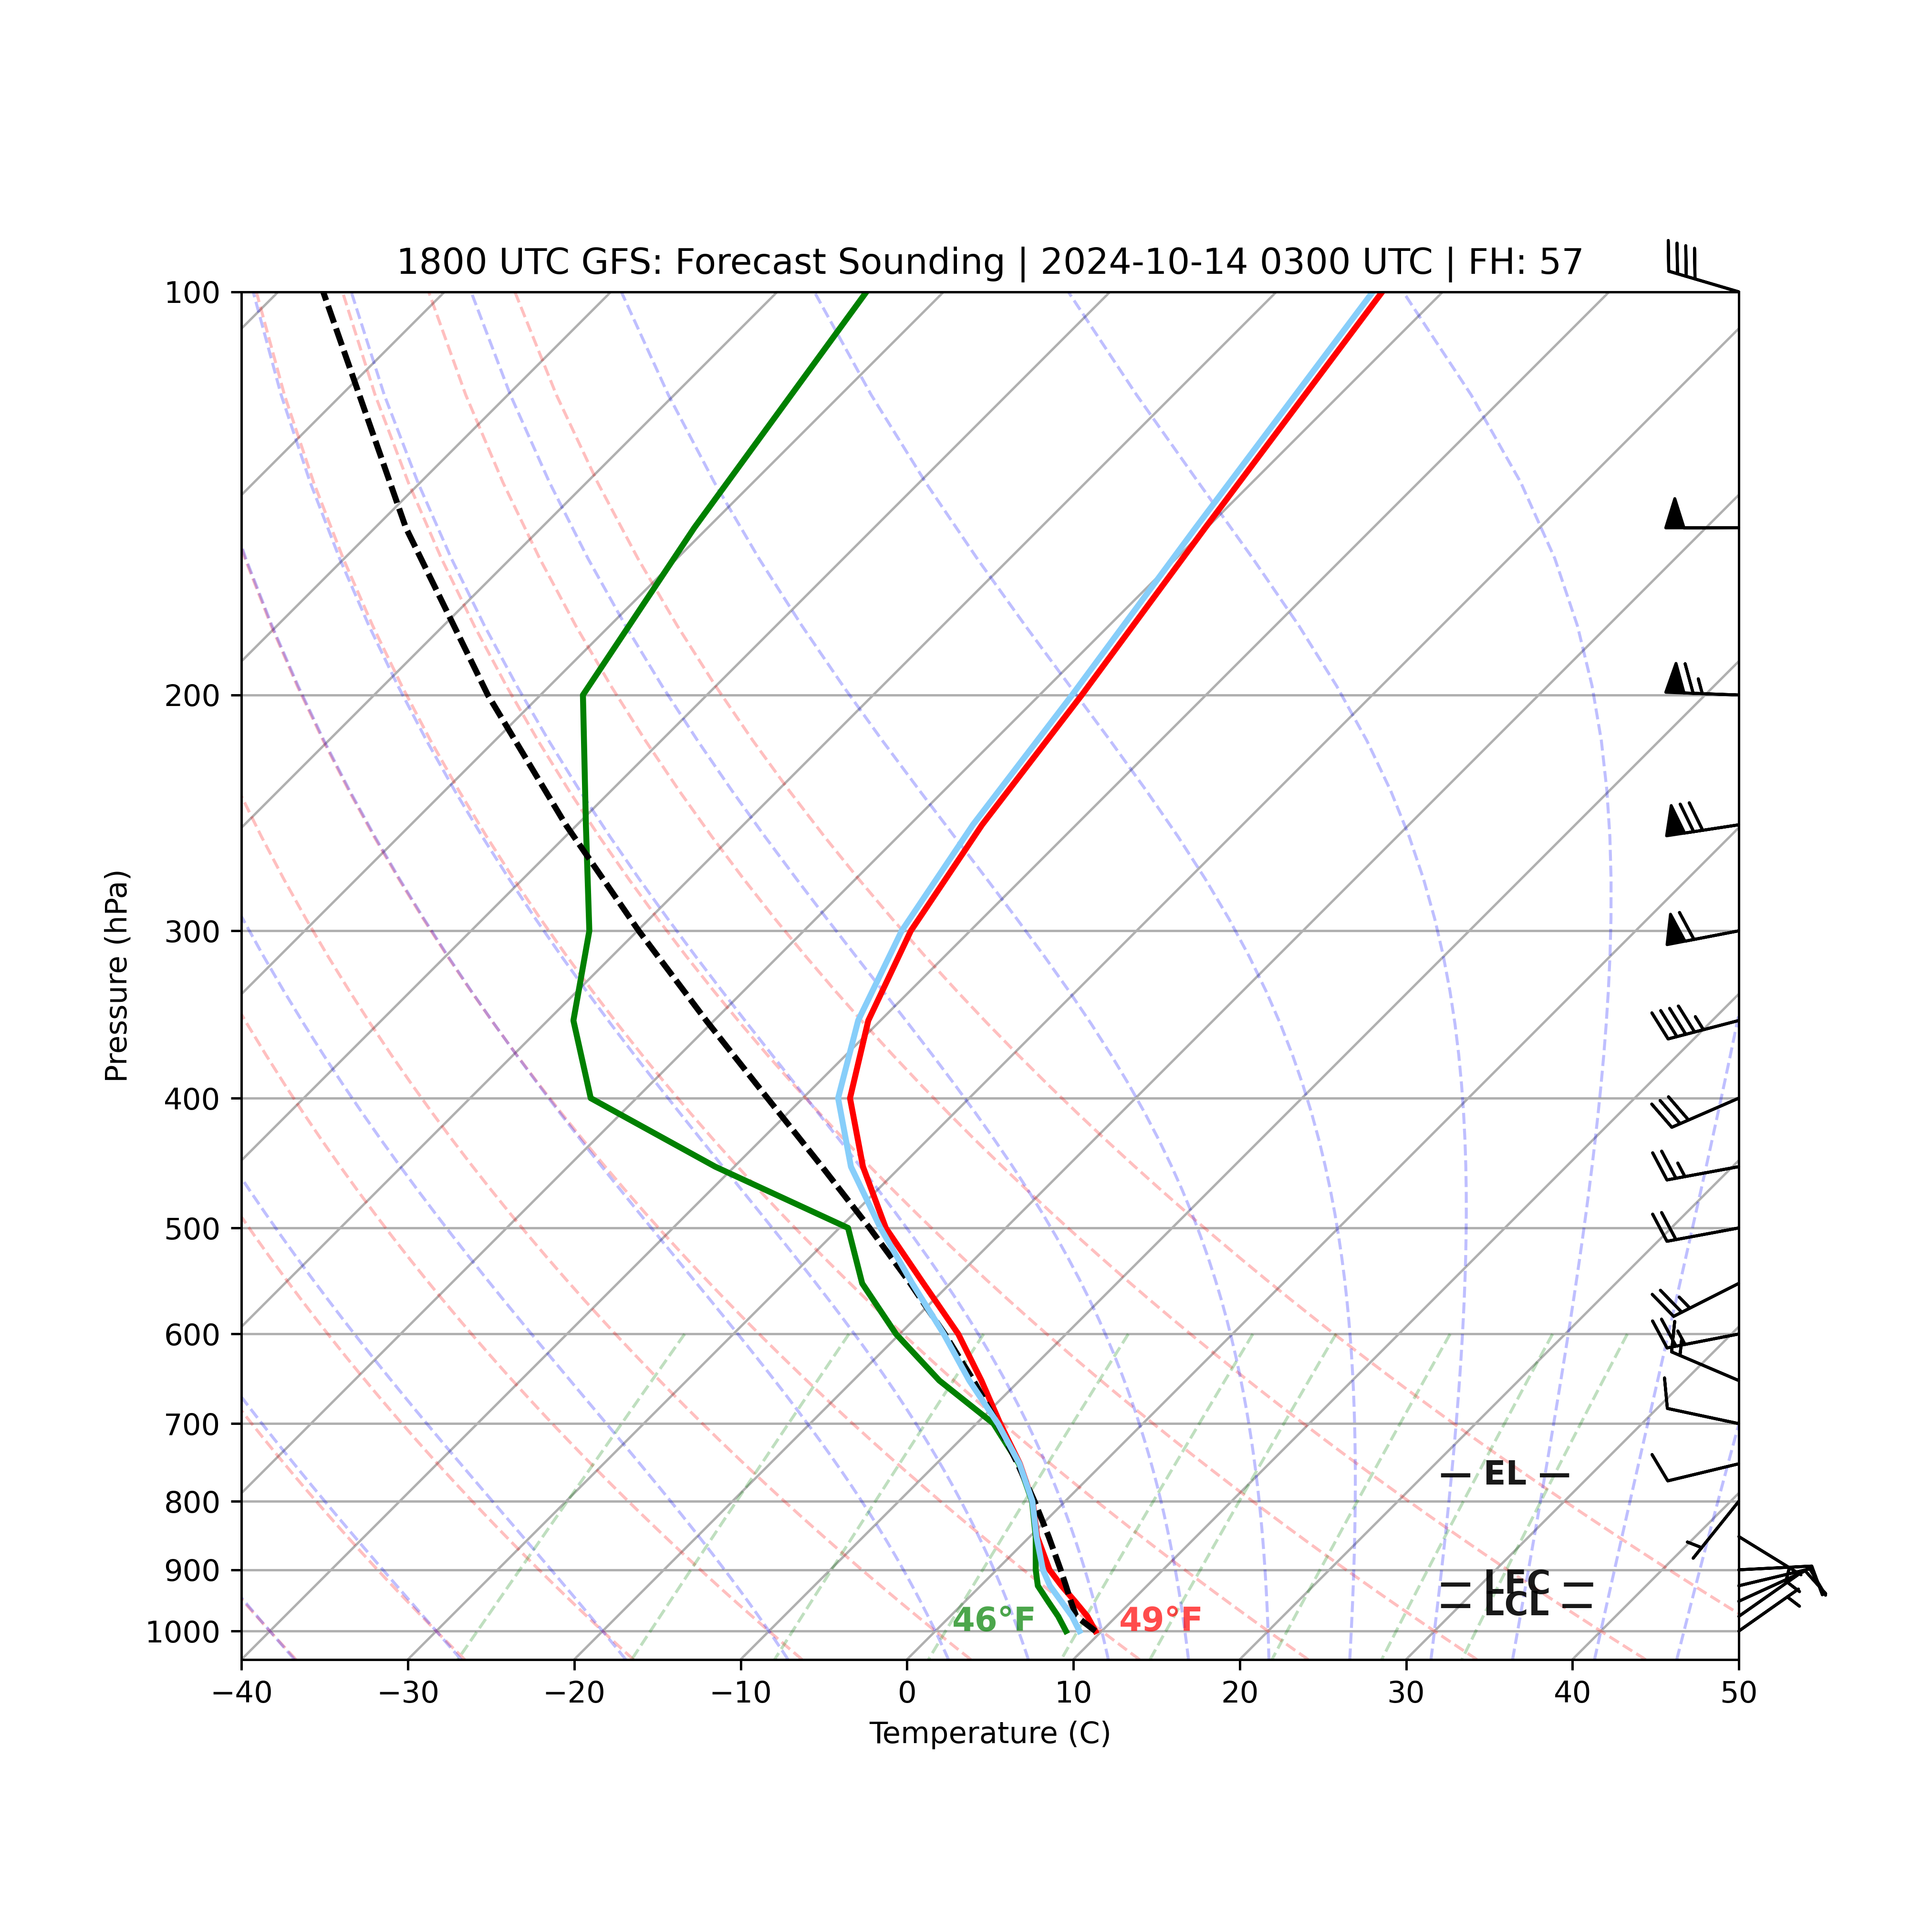 1800 UTC GFS: Forecast Sounding | 2024-10-14 0300 UTC | FH: 57
100
200
300
400
500
600
700
800
900
1000
Pressure (hPa)
— EL —
— LFC —
— LCL —
46°F
49°F
−40 −30 −20 −10 0 10 20 30 40 50
Temperature (C)